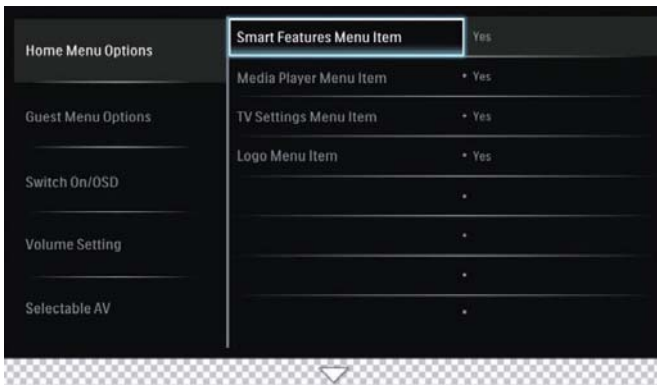 Home Menu Options
Smart Features Menu Item Yes
Media Player Menu Item • Yes
Guest Menu Options
TV Settings Menu Item • Yes
Logo Menu Item • Yes
Switch On/OSD
•
Volume Setting
•
•
Selectable AV
•